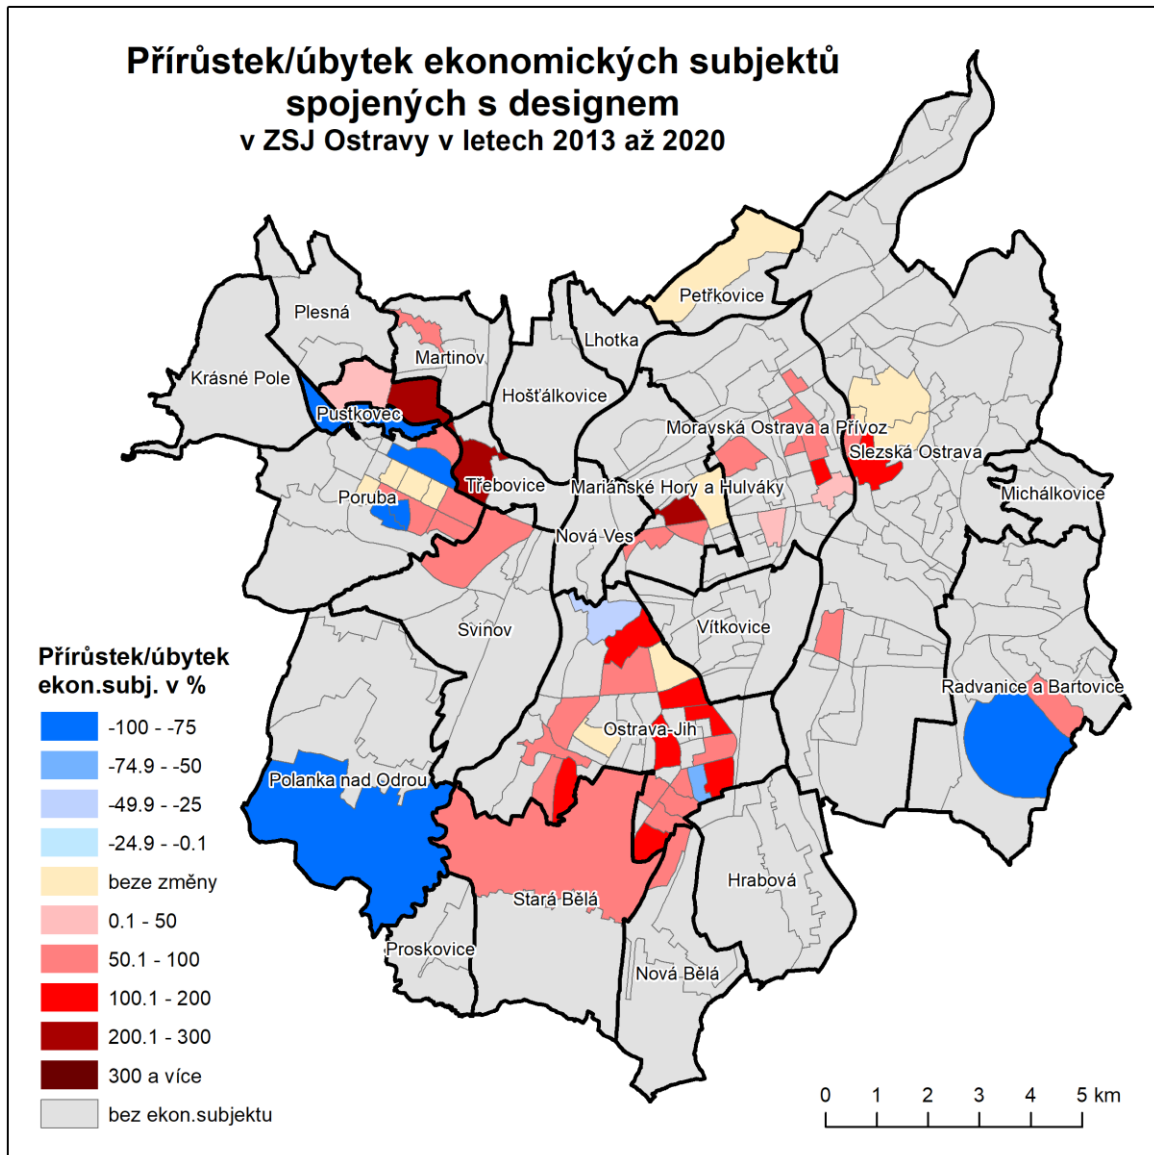 Přírůstek/úbytek ekonomických subjektů
spojených s designem
v ZSJ Ostravy v letech 2013 až 2020
Petřkovice
Plesná
Lhotka
Martinov
Krásné Pole
Hošťálkovice
Pustkovec
Moravská Ostrava a Přívoz
Slezská Ostrava
Třebovice
Mariánské Hory a Hulváky
Michálkovice
Poruba
Nová Ves
Svinov
Vítkovice
Radvanice a Bartovice
Ostrava-Jih
Polanka nad Odrou
Hrabová
Stará Bělá
Proskovice
Nová Bělá
Přírůstek/úbytek
ekon.subj. v %
-100 - -75
-74.9 - -50
-49.9 - -25
-24.9 - -0.1
beze změny
0.1 - 50
50.1 - 100
100.1 - 200
200.1 - 300
300 a více
bez ekon.subjektu
0 1 2 3 4 5 km